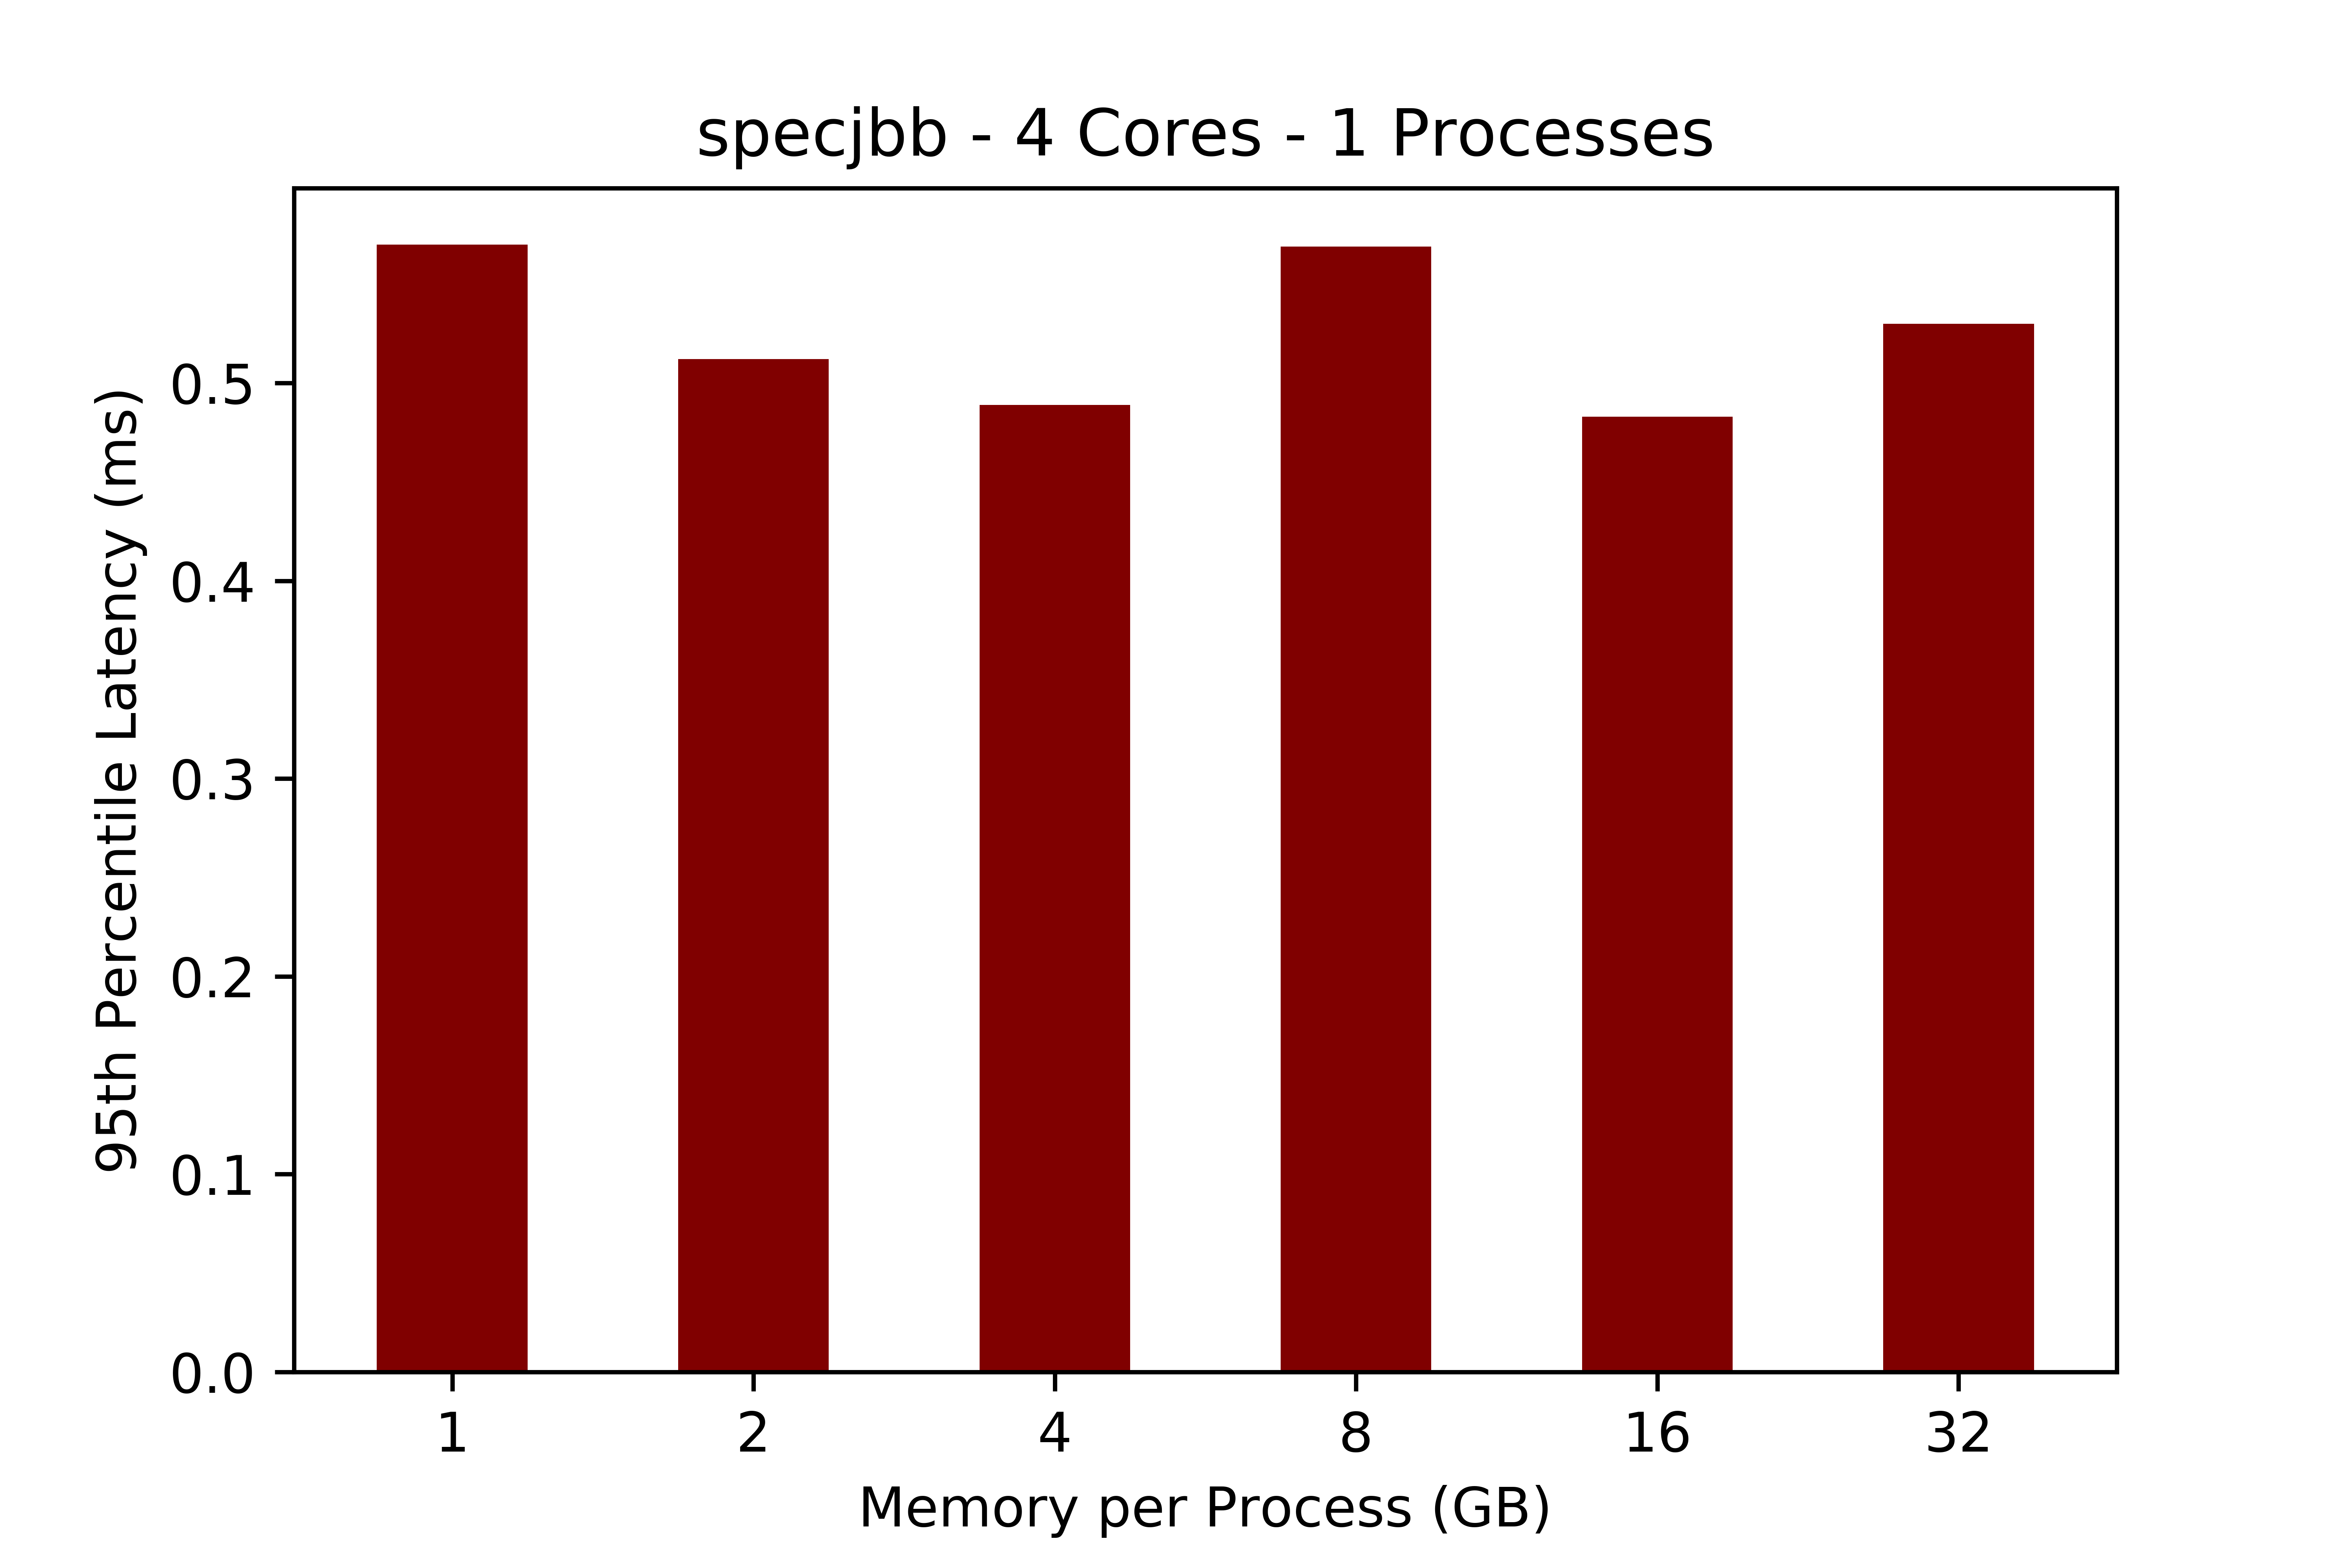 specjbb - 4 Cores - 1 Processes
95th Percentile Latency (ms)
0.5
0.4
0.3
0.2
0.1
0.0
1 2 4 8 16 32
Memory per Process (GB)